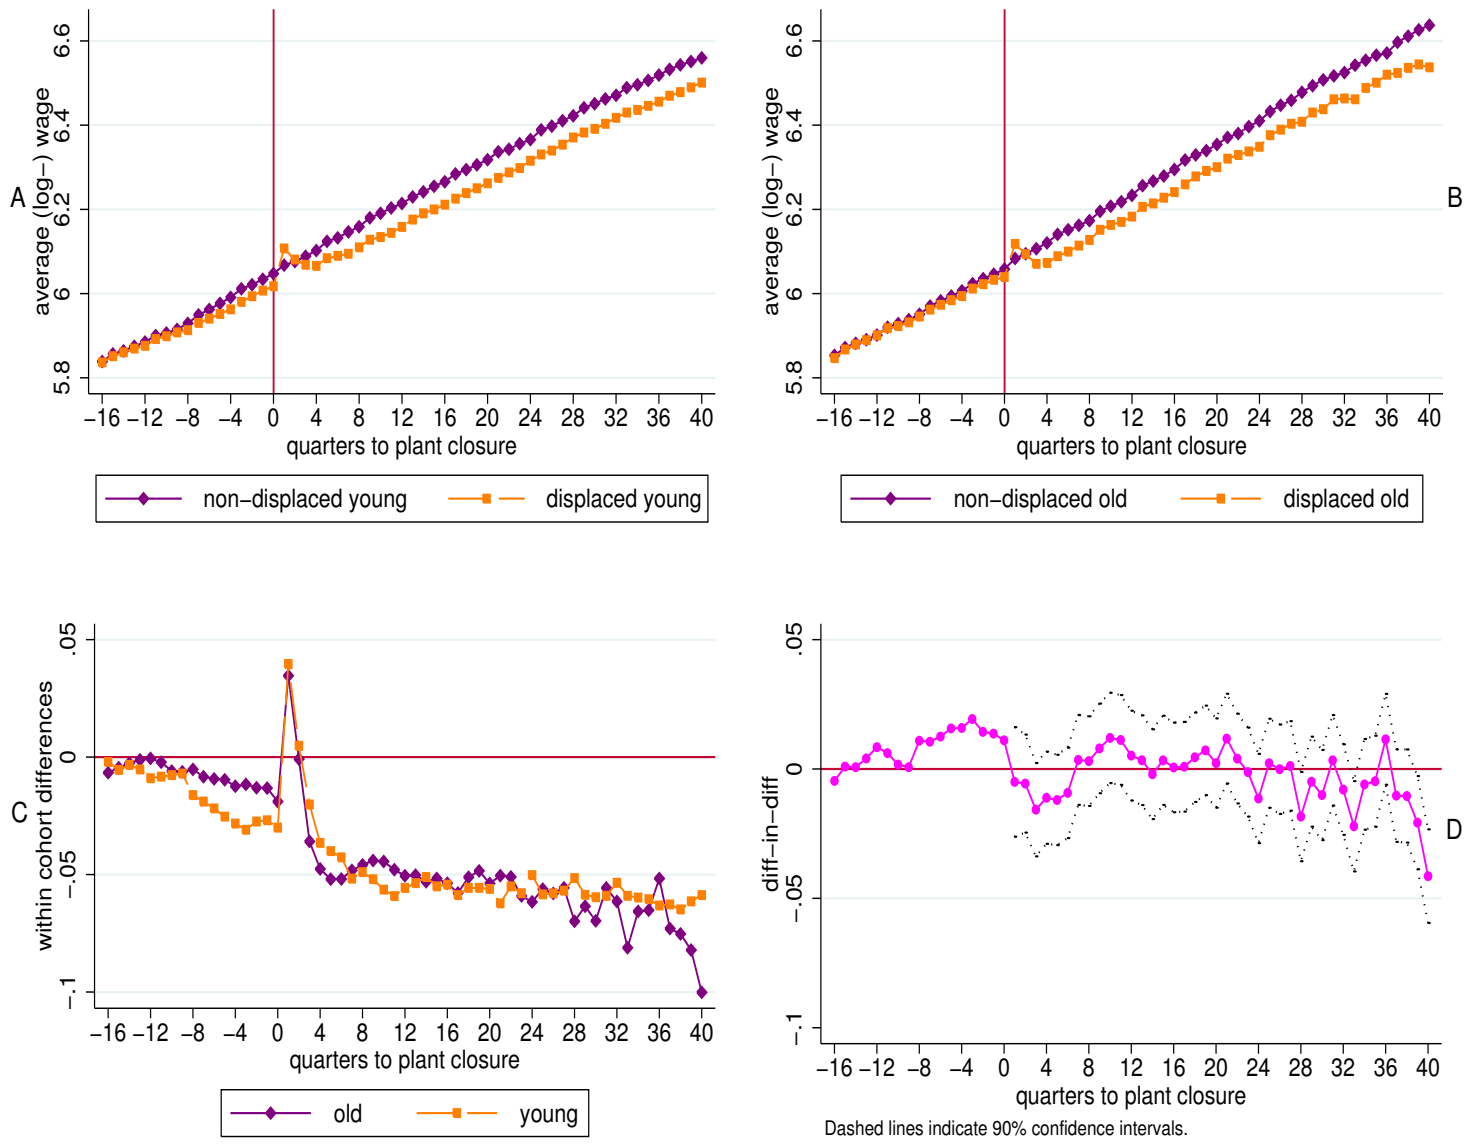 A
average (log−) wage
6.6
6.4
6.2
6
5.8
−16 −12 −8 −4 0 4 8 12 16 20 24 28 32 36 40
quarters to plant closure
non−displaced young displaced young
B
average (log−) wage
6.6
6.4
6.2
6
5.8
−16 −12 −8 −4 0 4 8 12 16 20 24 28 32 36 40
quarters to plant closure
non−displaced old displaced old
C
within cohort differences
.05
0
−.05
−.1
−16 −12 −8 −4 0 4 8 12 16 20 24 28 32 36 40
quarters to plant closure
old young
D
diff−in−diff
.05
0
−.05
−.1
−16 −12 −8 −4 0 4 8 12 16 20 24 28 32 36 40
quarters to plant closure
Dashed lines indicate 90% confidence intervals.